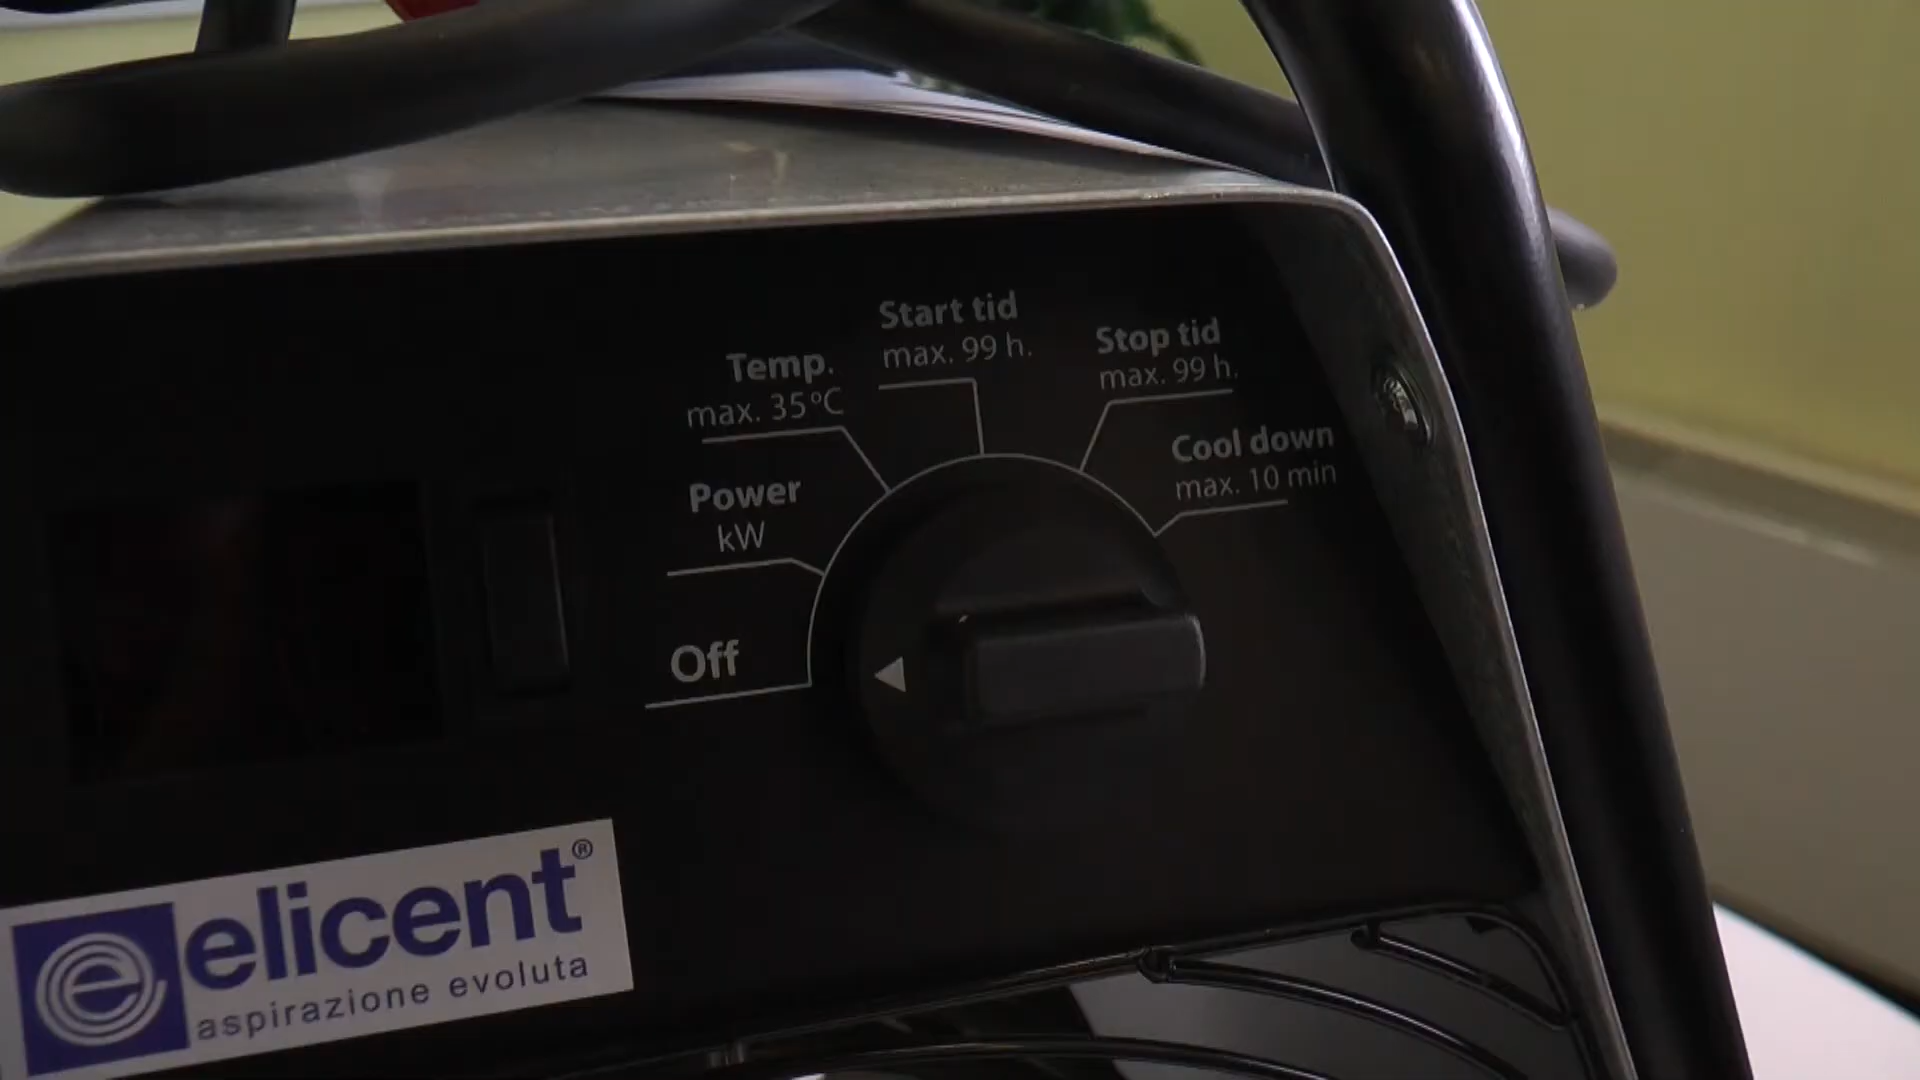 Start tid
max. 99 h.
Stop tid
max. 99 h.
Temp.
max. 35°C
Cool down
max. 10 min
Power
kW
Off
e elicent®
aspirazione evoluta